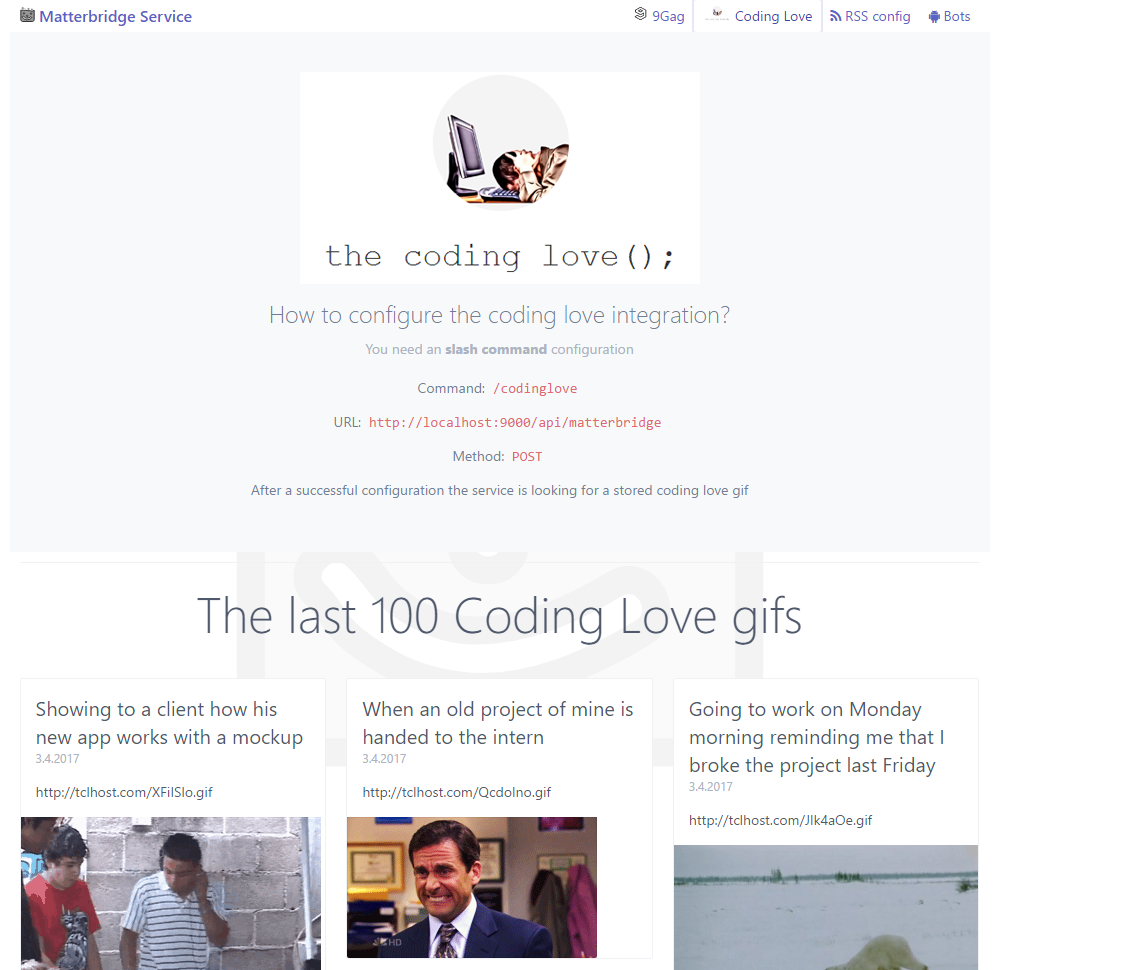 Matterbridge Service
9Gag
Coding Love
RSS config
Bots
the coding love();
How to configure the coding love integration?
You need an slash command configuration
Command: /codinglove
URL: http://localhost:9000/api/matterbridge
Method: POST
After a successful configuration the service is looking for a stored coding love gif
The last 100 Coding Love gifs
Showing to a client how his
new app works with a mockup
3.4.2017
http://tclhost.com/XFilSIo.gif
When an old project of mine is
handed to the intern
3.4.2017
http://tclhost.com/Qcdolno.gif
HD
Going to work on Monday
morning reminding me that I
broke the project last Friday
3.4.2017
http://tclhost.com/JIk4aOe.gif